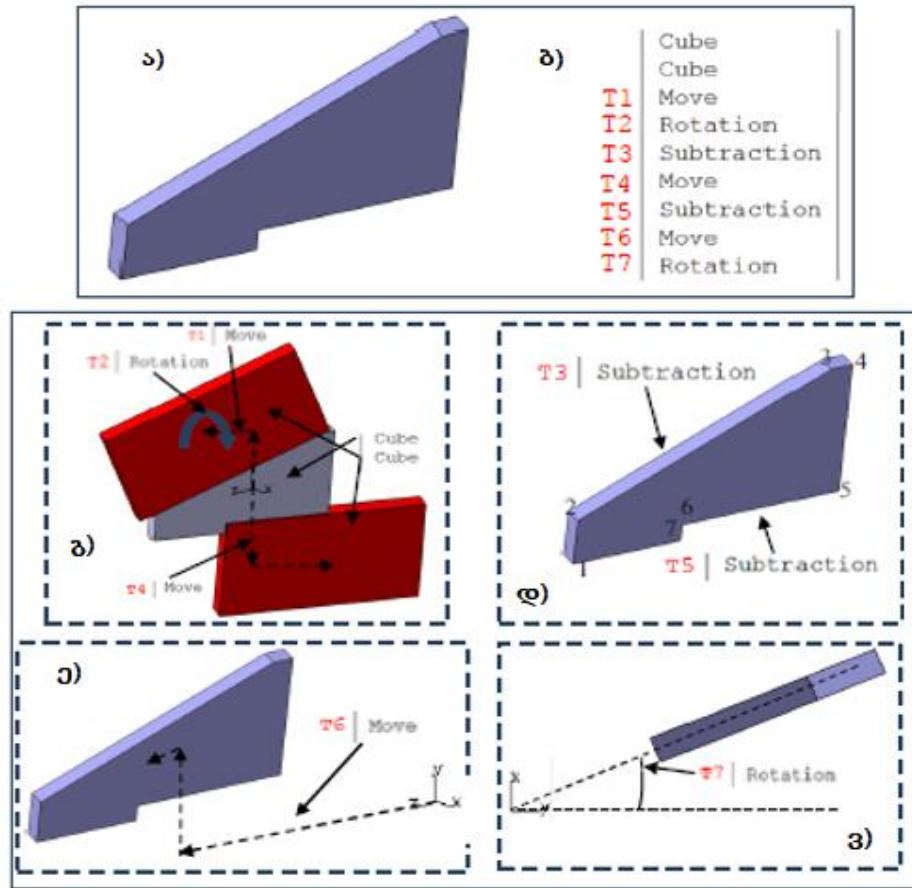 ა)
ბ)
Cube
Cube
T1 Move
T2 Rotation
T3 Subtraction
T4 Move
T5 Subtraction
T6 Move
T7 Rotation
T1 | Move
T2 | Rotation
Cube
Cube
z x
გ)
T4 | Move
T3 | Subtraction
3 4
2
5
6
7
1
T5 | Subtraction
დ)
ე)
T6 | Move
y
z x
x
y
T7 | Rotation
ვ)